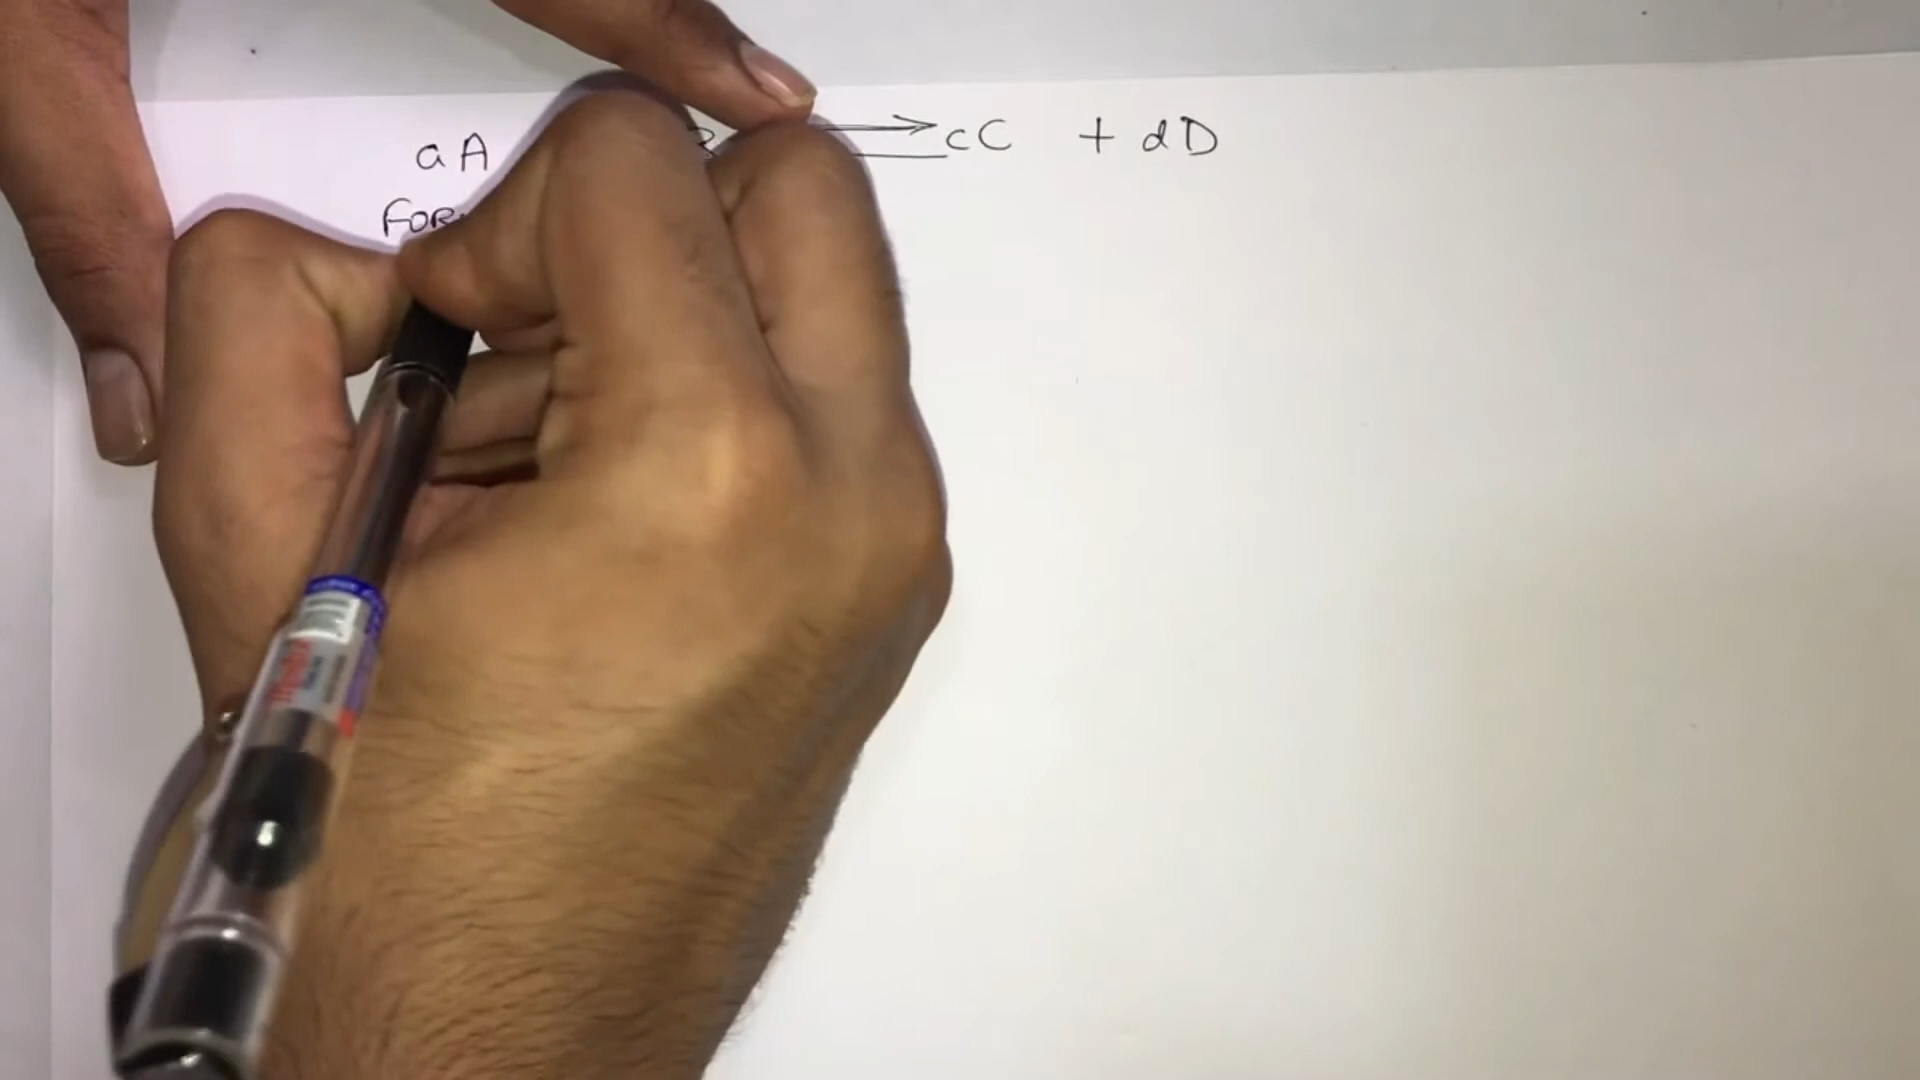 aA B ⇌ cC + dD
FOR